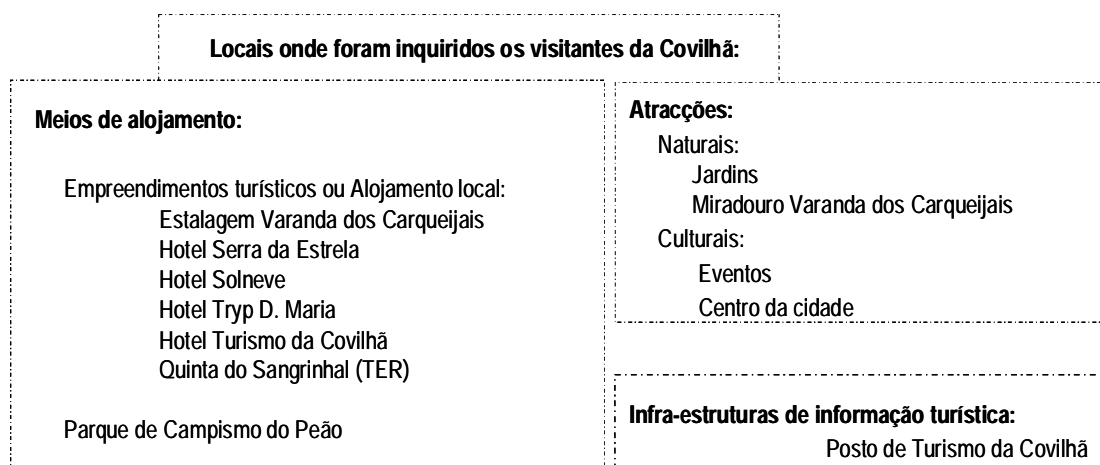 Locais onde foram inquiridos os visitantes da Covilhã:
Meios de alojamento:
Empreendimentos turísticos ou Alojamento local:
Estalagem Varanda dos Carqueijais
Hotel Serra da Estrela
Hotel Solneve
Hotel Tryp D. Maria
Hotel Turismo da Covilhã
Quinta do Sangrinhal (TER)
Parque de Campismo do Peão
Atracções:
Naturais:
Jardins
Miradouro Varanda dos Carqueijais
Culturais:
Eventos
Centro da cidade
Infra-estruturas de informação turística:
Posto de Turismo da Covilhã